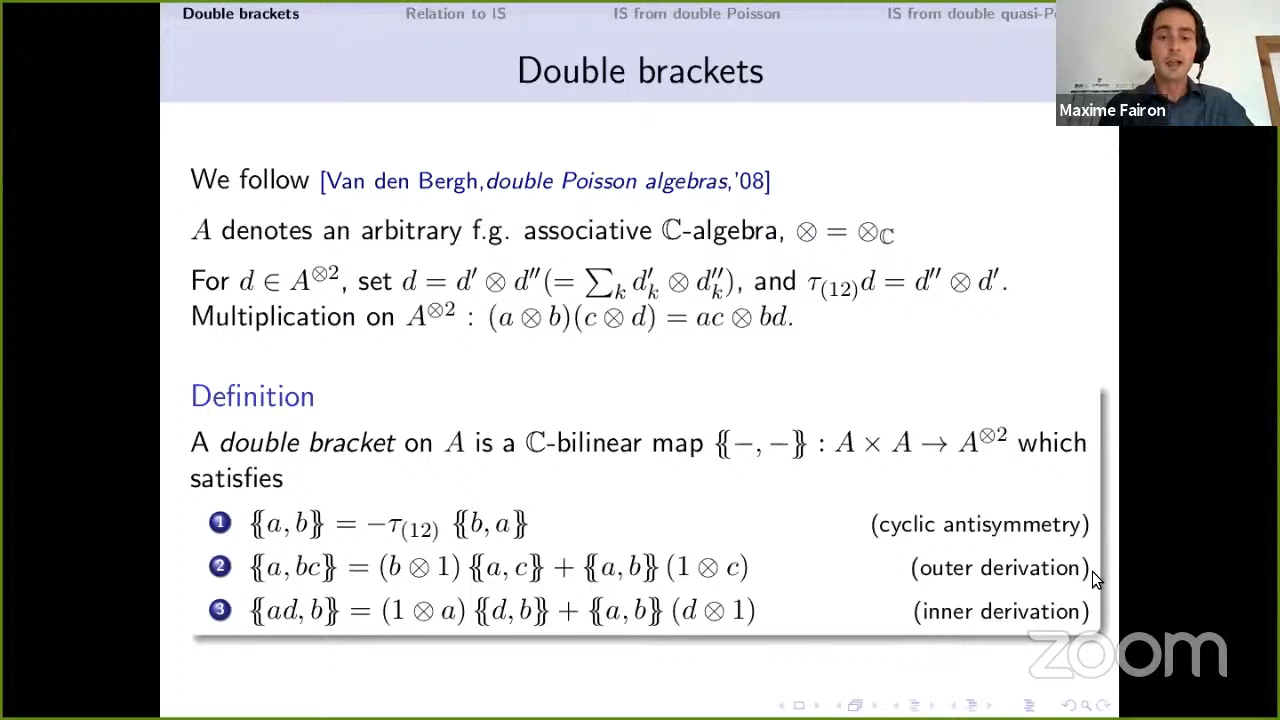 Double brackets Relation to IS IS from double Poisson IS from double quasi-P
Double brackets
Maxime Fairon
We follow [Van den Bergh,double Poisson algebras,'08]
A denotes an arbitrary f.g. associative ℂ-algebra, ⊗ = ⊗_ℂ
For d ∈ A^{⊗2}, set d = d′ ⊗ d″(= ∑_k d′_k ⊗ d″_k), and τ_{(12)}d = d″ ⊗ d′.
Multiplication on A^{⊗2} : (a ⊗ b)(c ⊗ d) = ac ⊗ bd.
Definition
A double bracket on A is a ℂ-bilinear map {{−, −}} : A × A → A^{⊗2} which
satisfies
1 {{a, b}} = −τ_{(12)} {{b, a}} (cyclic antisymmetry)
2 {{a, bc}} = (b ⊗ 1) {{a, c}} + {{a, b}} (1 ⊗ c) (outer derivation)
3 {{ad, b}} = (1 ⊗ a) {{d, b}} + {{a, b}} (d ⊗ 1) (inner derivation)
zoom